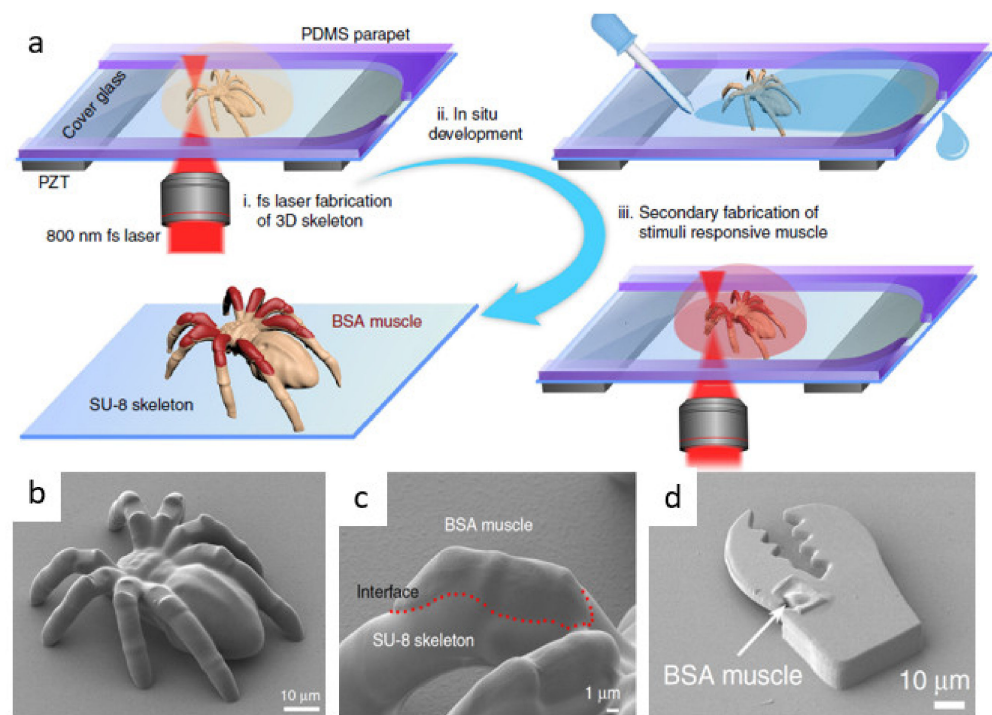 a
PDMS parapet
Cover glass
PZT
ii. In situ
development
i. fs laser fabrication
of 3D skeleton
800 nm fs laser
iii. Secondary fabrication of
stimuli responsive muscle
BSA muscle
SU-8 skeleton
b
10 μm
c
BSA muscle
Interface
SU-8 skeleton
1 μm
d
BSA muscle
10 μm